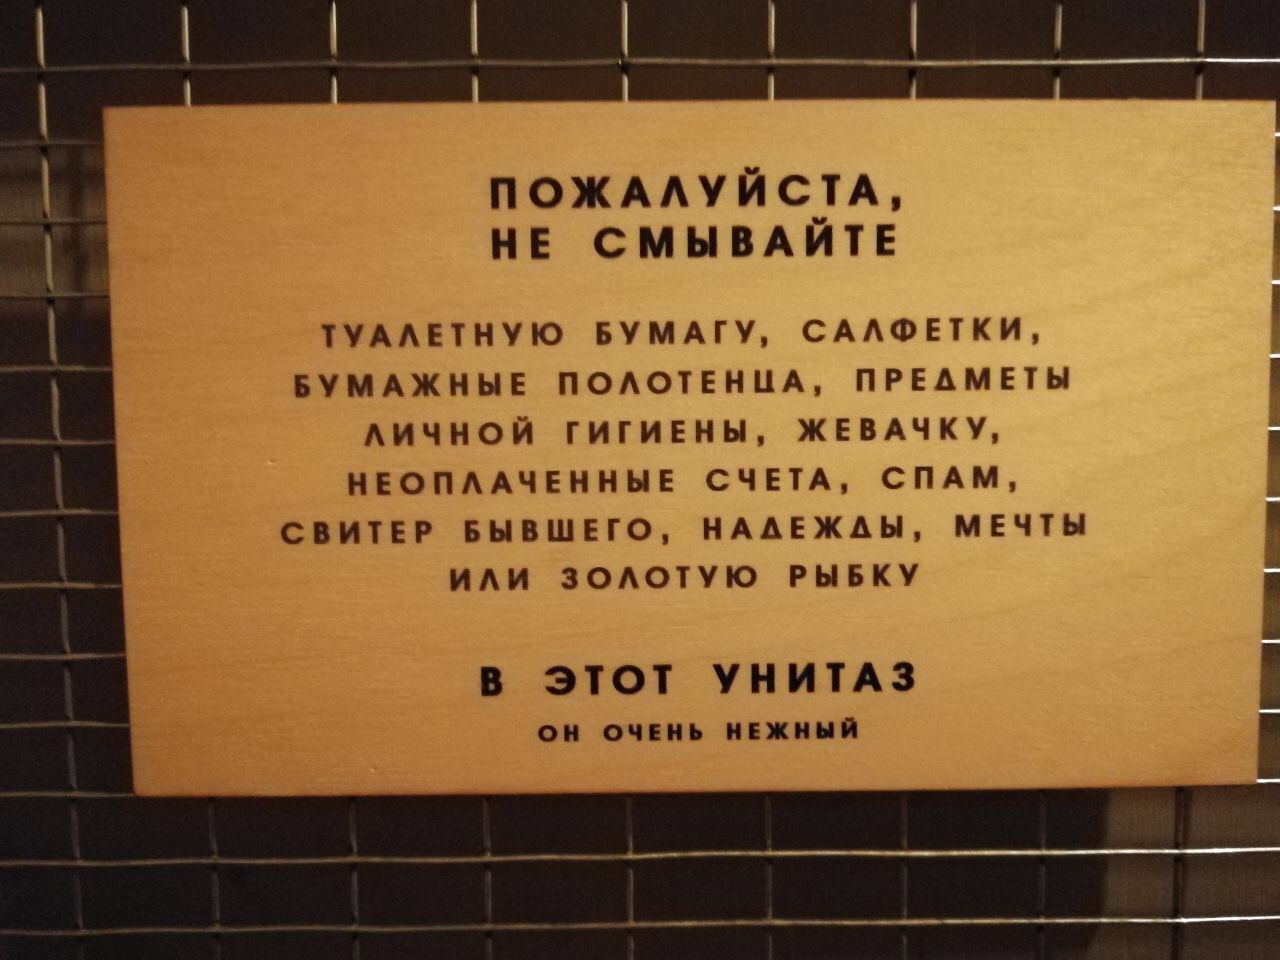 ПОЖАЛУЙСТА,
НЕ СМЫВАЙТЕ
ТУАЛЕТНУЮ БУМАГУ, САЛФЕТКИ,
БУМАЖНЫЕ ПОЛОТЕНЦА, ПРЕДМЕТЫ
ЛИЧНОЙ ГИГИЕНЫ, ЖЕВАЧКУ,
НЕОПЛАЧЕННЫЕ СЧЕТА, СПАМ,
СВИТЕР БЫВШЕГО, НАДЕЖДЫ, МЕЧТЫ
ИЛИ ЗОЛОТУЮ РЫБКУ
В ЭТОТ УНИТАЗ
ОН ОЧЕНЬ НЕЖНЫЙ